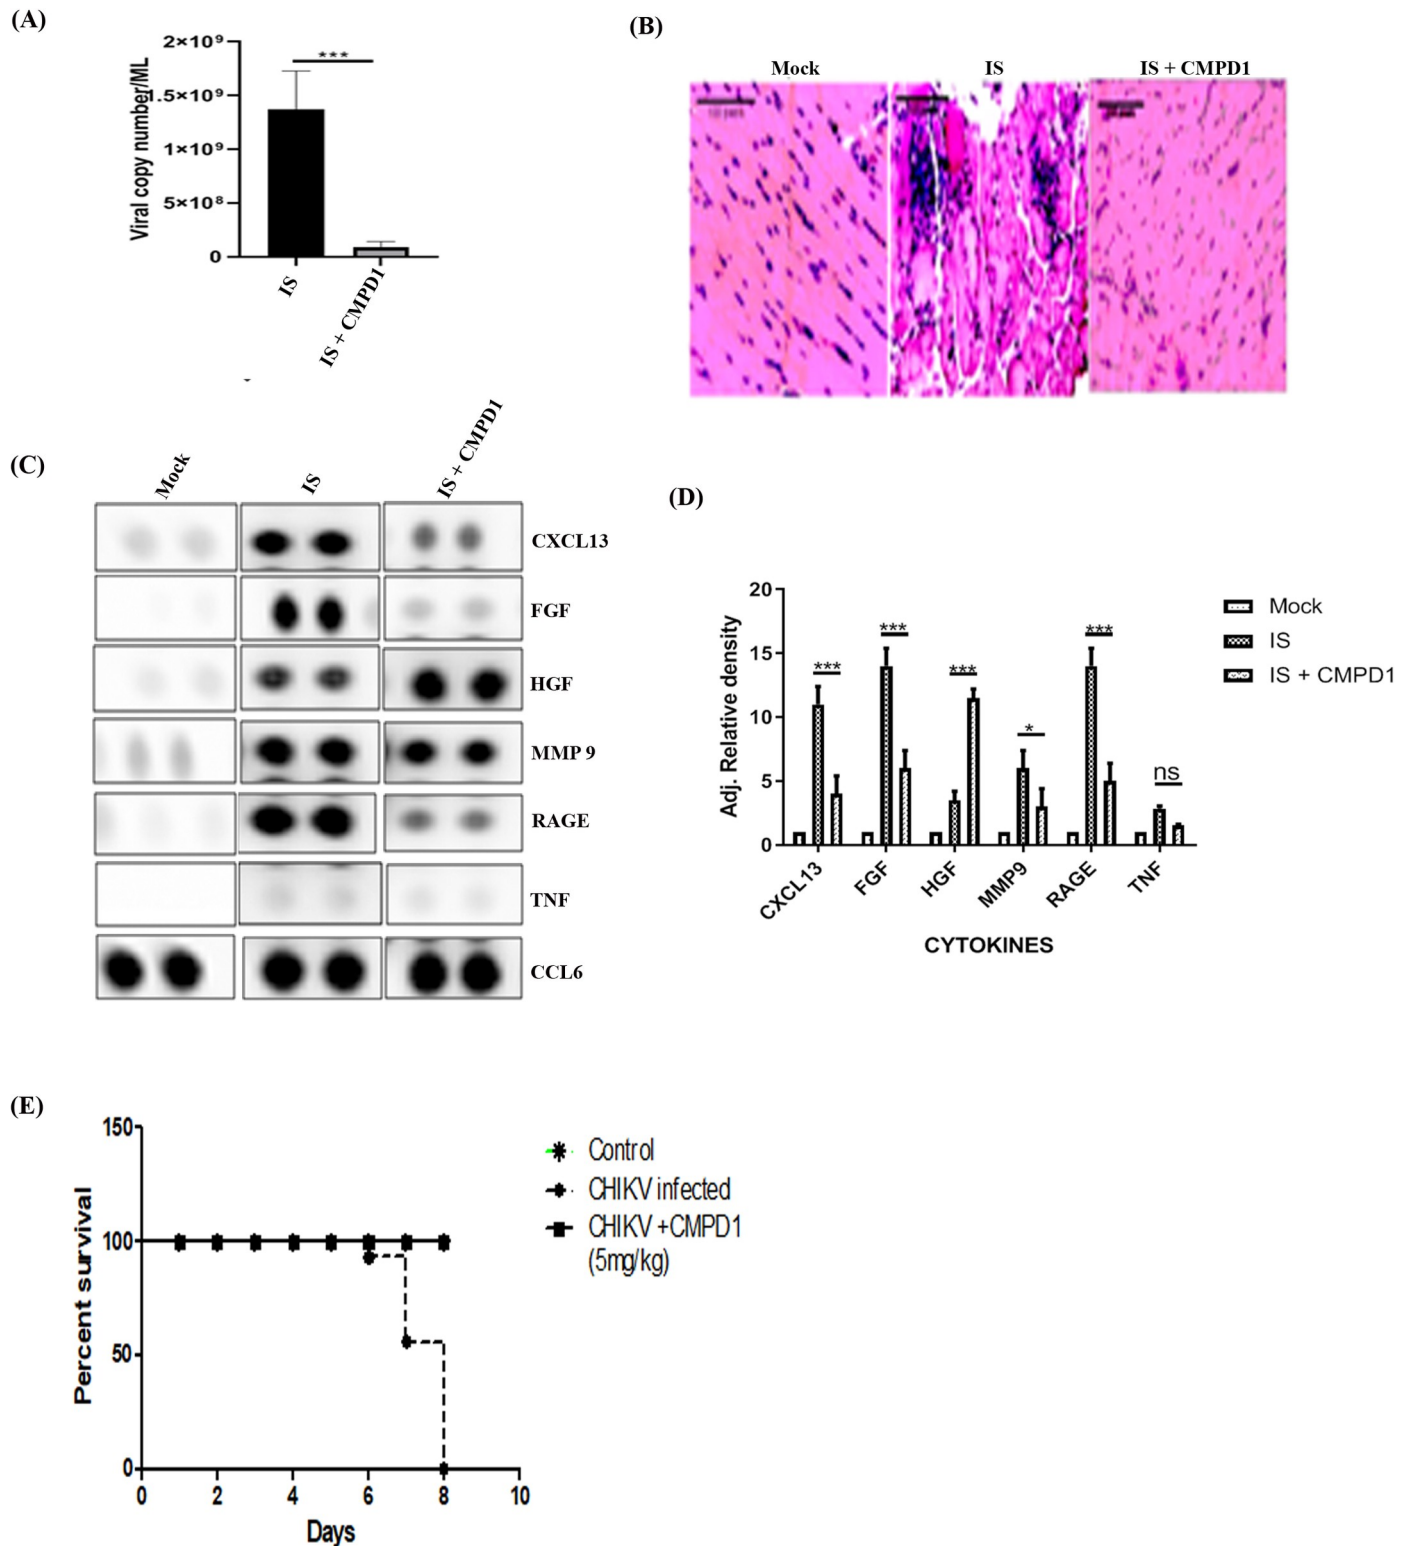 (A)
2×10⁹
1.5×10⁹
1×10⁹
5×10⁸
0
Viral copy number/ML
***
IS
IS + CMPD1
(B)
Mock
IS
IS + CMPD1
(C)
Mock
IS
IS + CMPD1
CXCL13
FGF
HGF
MMP 9
RAGE
TNF
CCL6
(D)
20
15
10
5
0
Adj. Relative density
***
***
***
*
***
ns
CXCL13
FGF
HGF
MMP9
RAGE
TNF
CYTOKINES
Mock
IS
IS + CMPD1
(E)
150
100
50
0
Percent survival
0
2
4
6
8
10
Days
Control
CHIKV infected
CHIKV +CMPD1
(5mg/kg)